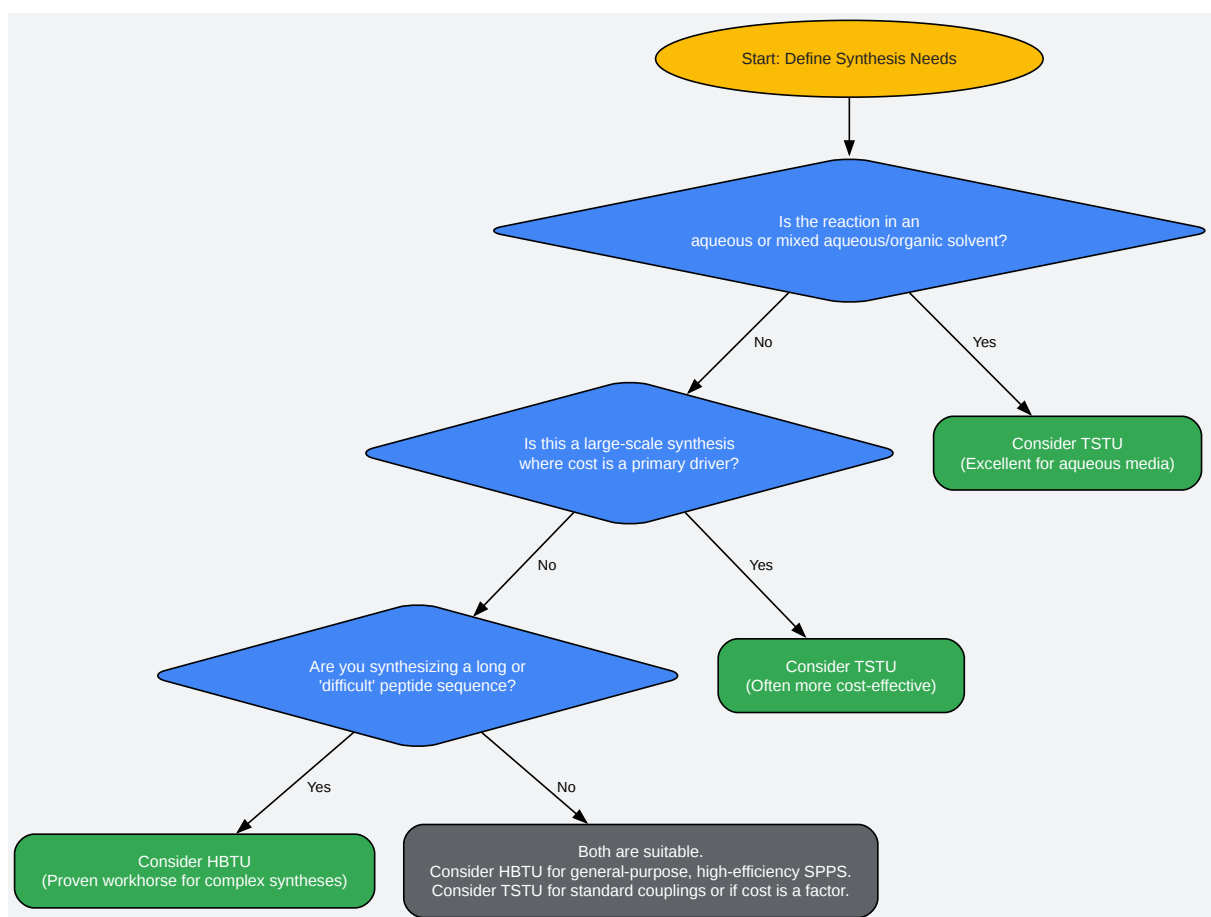 Start: Define Synthesis Needs
Is the reaction in an
aqueous or mixed aqueous/organic solvent?
No
Yes
Is this a large-scale synthesis
where cost is a primary driver?
Consider TSTU
(Excellent for aqueous media)
No
Yes
Are you synthesizing a long or
'difficult' peptide sequence?
Consider TSTU
(Often more cost-effective)
Yes
No
Consider HBTU
(Proven workhorse for complex syntheses)
Both are suitable.
Consider HBTU for general-purpose, high-efficiency SPPS.
Consider TSTU for standard couplings or if cost is a factor.